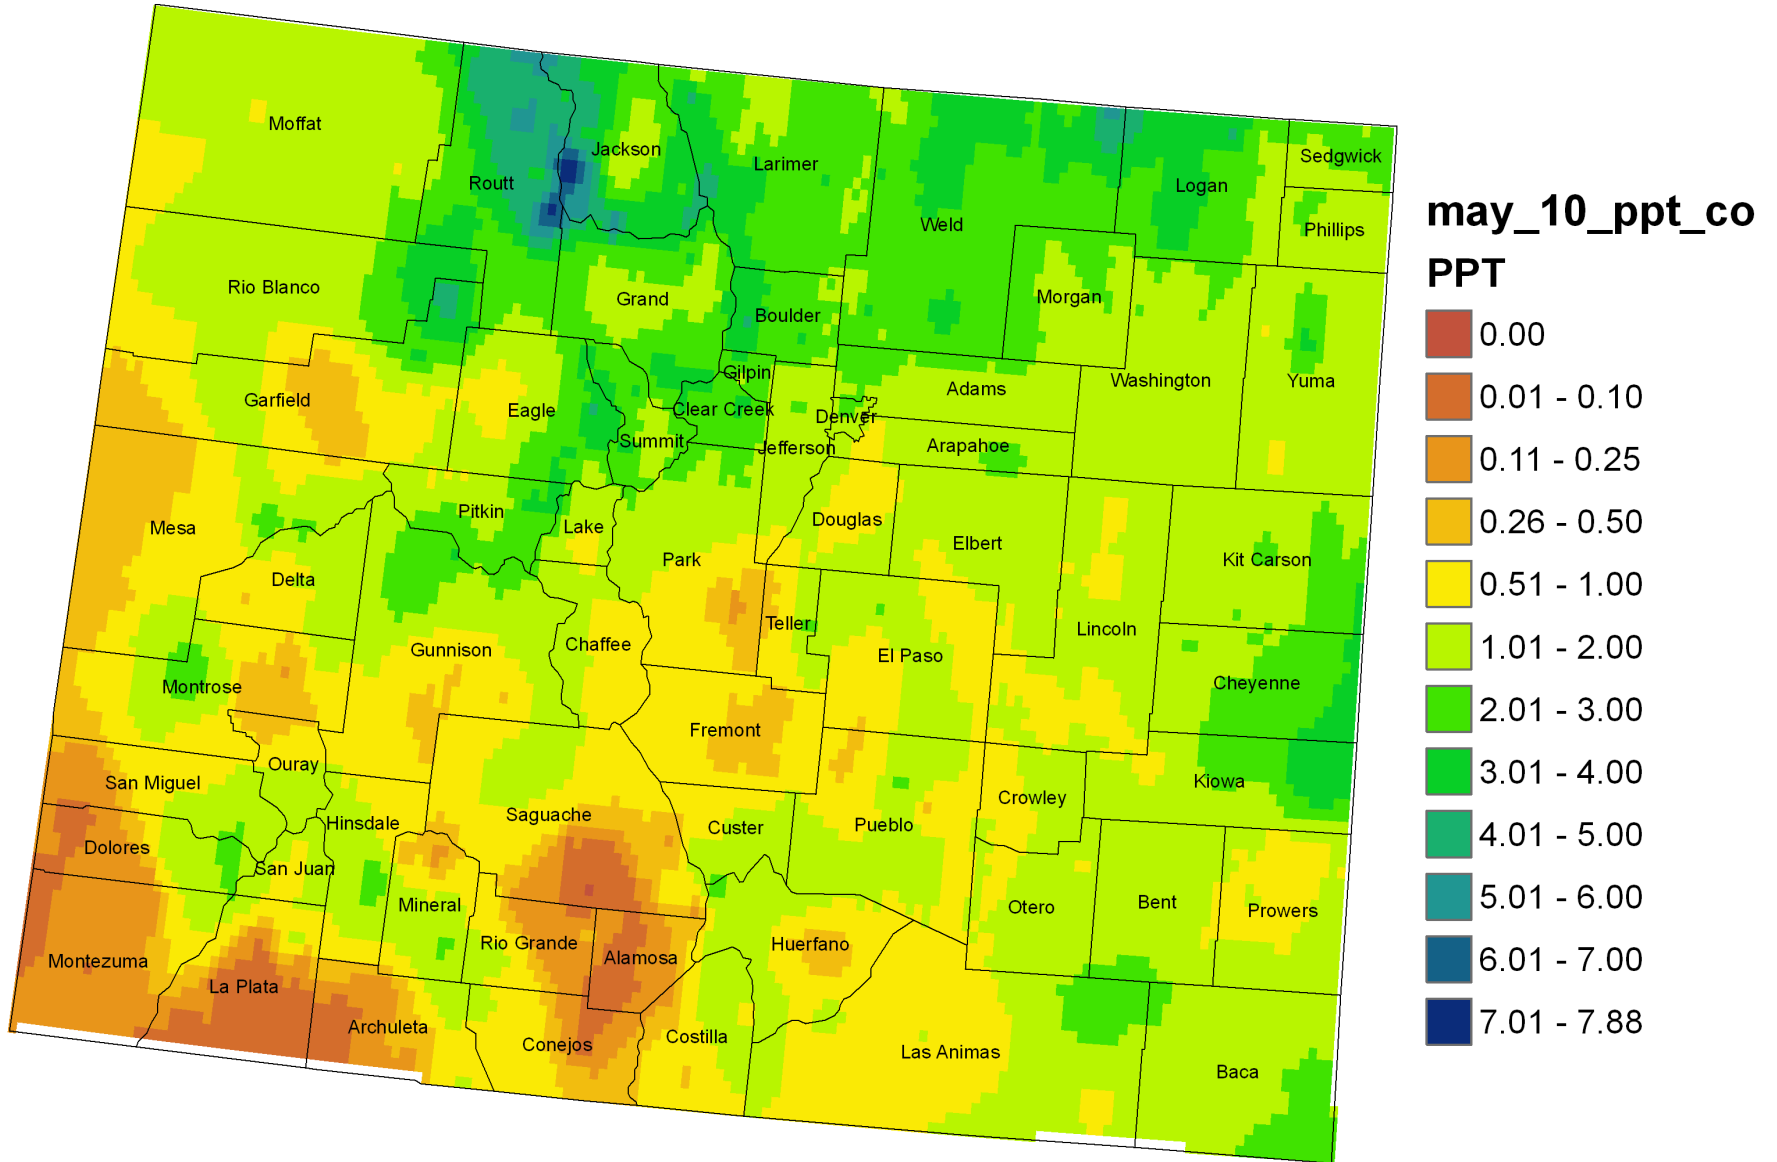 may_10_ppt_co
PPT
0.00
0.01 - 0.10
0.11 - 0.25
0.26 - 0.50
0.51 - 1.00
1.01 - 2.00
2.01 - 3.00
3.01 - 4.00
4.01 - 5.00
5.01 - 6.00
6.01 - 7.00
7.01 - 7.88
Moffat
Routt
Jackson
Larimer
Weld
Logan
Sedgwick
Phillips
Rio Blanco
Grand
Boulder
Morgan
Washington
Yuma
Garfield
Eagle
Summit
Gilpin
Clear Creek
Jefferson
Denver
Adams
Arapahoe
Mesa
Pitkin
Lake
Park
Douglas
Elbert
Kit Carson
Delta
Gunnison
Chaffee
Teller
El Paso
Lincoln
Cheyenne
Montrose
Fremont
Ouray
San Miguel
Hinsdale
Saguache
Custer
Pueblo
Crowley
Kiowa
Dolores
San Juan
Mineral
Rio Grande
Alamosa
Huerfano
Otero
Bent
Prowers
Montezuma
La Plata
Archuleta
Conejos
Costilla
Las Animas
Baca